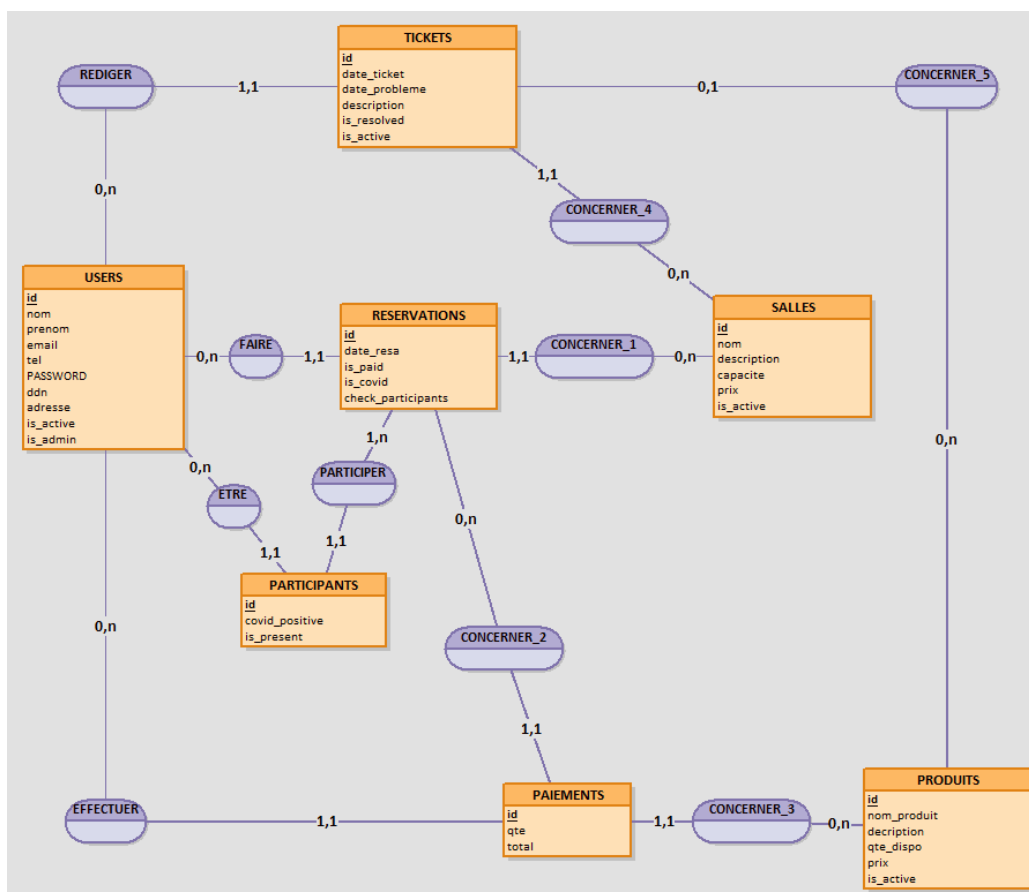 TICKETS
id
date_ticket
date_probleme
description
is_resolved
is_active
REDIGER
1,1
0,1
CONCERNER_5
0,n
1,1
CONCERNER_4
0,n
USERS
id
nom
prenom
email
tel
PASSWORD
ddn
adresse
is_active
is_admin
0,n
FAIRE
1,1
RESERVATIONS
id
date_resa
is_paid
is_covid
check_participants
1,1
CONCERNER_1
0,n
SALLES
id
nom
description
capacite
prix
is_active
0,n
0,n
ETRE
1,1
1,n
PARTICIPER
1,1
PARTICIPANTS
id
covid_positive
is_present
0,n
CONCERNER_2
1,1
0,n
EFFECTUER
1,1
PAIEMENTS
id
qte
total
1,1
CONCERNER_3
0,n
PRODUITS
id
nom_produit
decription
qte_dispo
prix
is_active